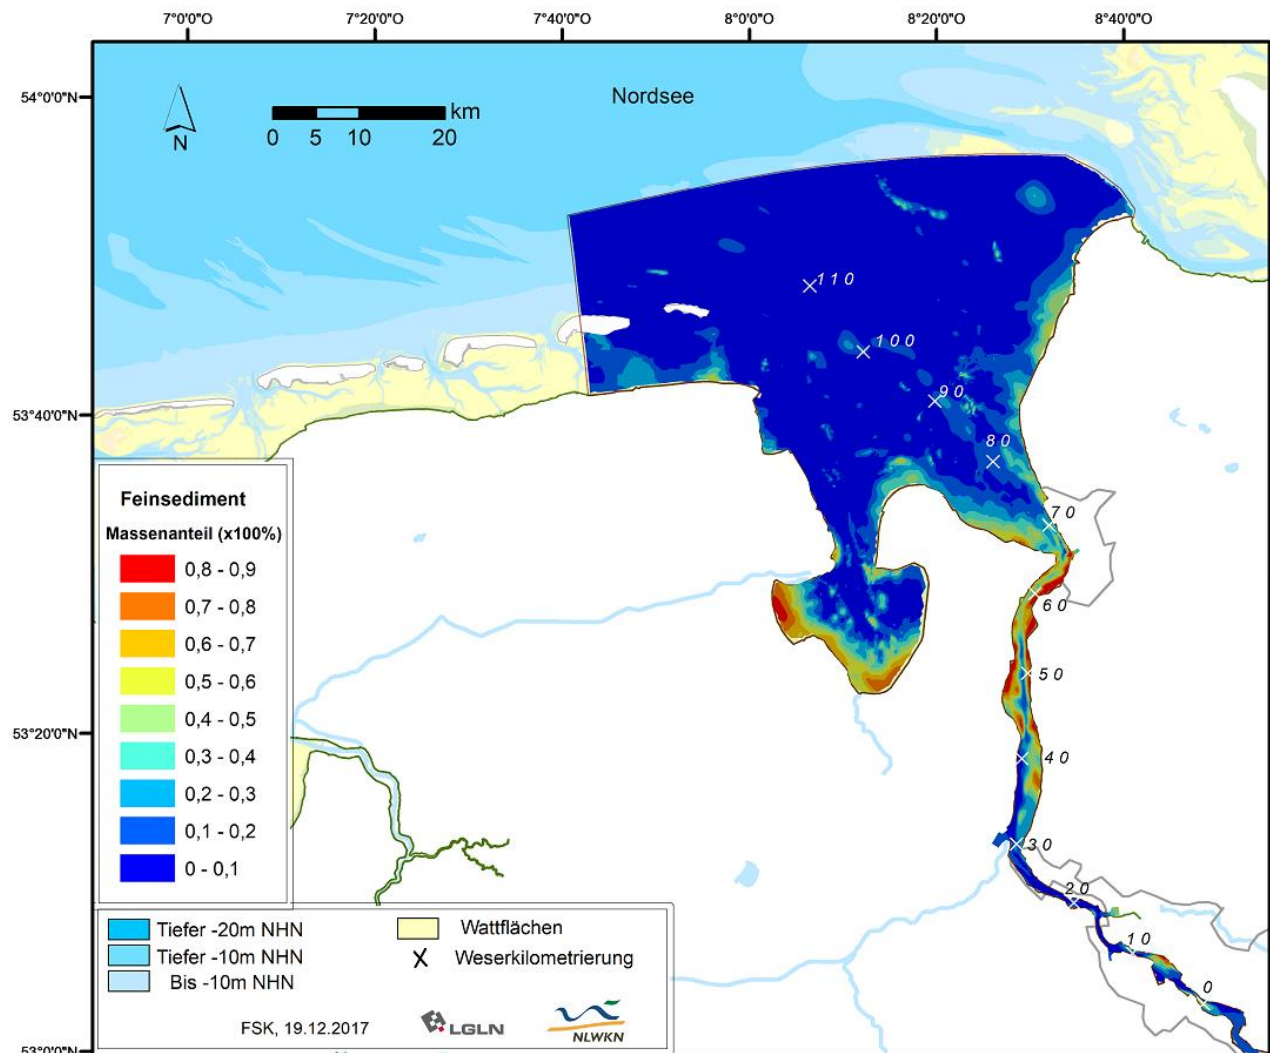 7°0'0"O 7°20'0"O 7°40'0"O 8°0'0"O 8°20'0"O 8°40'0"O
54°0'0"N
Nordsee
km
0 5 10 20
N
110
100
90
53°40'0"N
80
70
60
50
53°20'0"N
40
30
20
10
0
53°0'0"N
Feinsediment
Massenanteil (x100%)
0,8 - 0,9
0,7 - 0,8
0,6 - 0,7
0,5 - 0,6
0,4 - 0,5
0,3 - 0,4
0,2 - 0,3
0,1 - 0,2
0 - 0,1
Tiefer -20m NHN
Tiefer -10m NHN
Bis -10m NHN
Wattflächen
Weserkilometrierung
FSK, 19.12.2017
LGLN
NLWKN